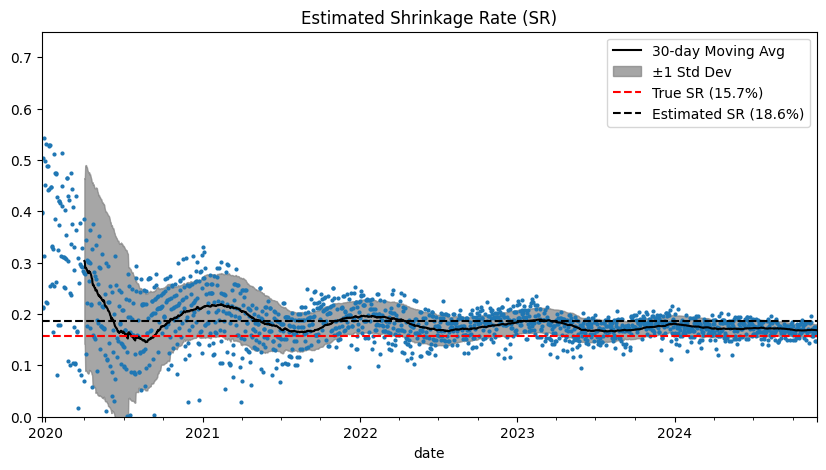 Estimated Shrinkage Rate (SR)
0.7
0.6
0.5
0.4
0.3
0.2
0.1
0.0
30-day Moving Avg
±1 Std Dev
True SR (15.7%)
Estimated SR (18.6%)
2020 2021 2022 2023 2024
date